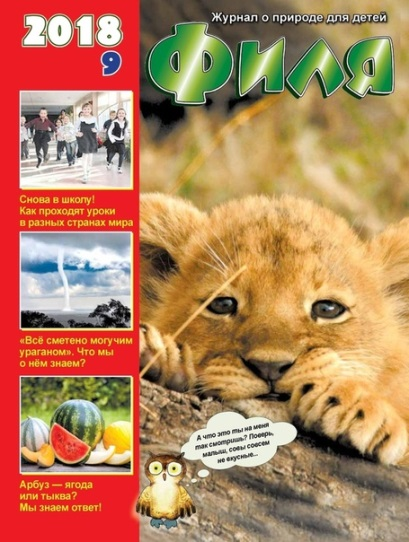 2018
9
Журнал о природе для детей
Филя
Снова в школу!
Как проходят уроки
в разных странах мира
«Всё сметено могучим
ураганом». Что мы
о нём знаем?
Арбуз — ягода
или тыква?
Мы знаем ответ!
А что это ты на меня
так смотришь? Поверь,
малыш, совы совсем
не вкусные...